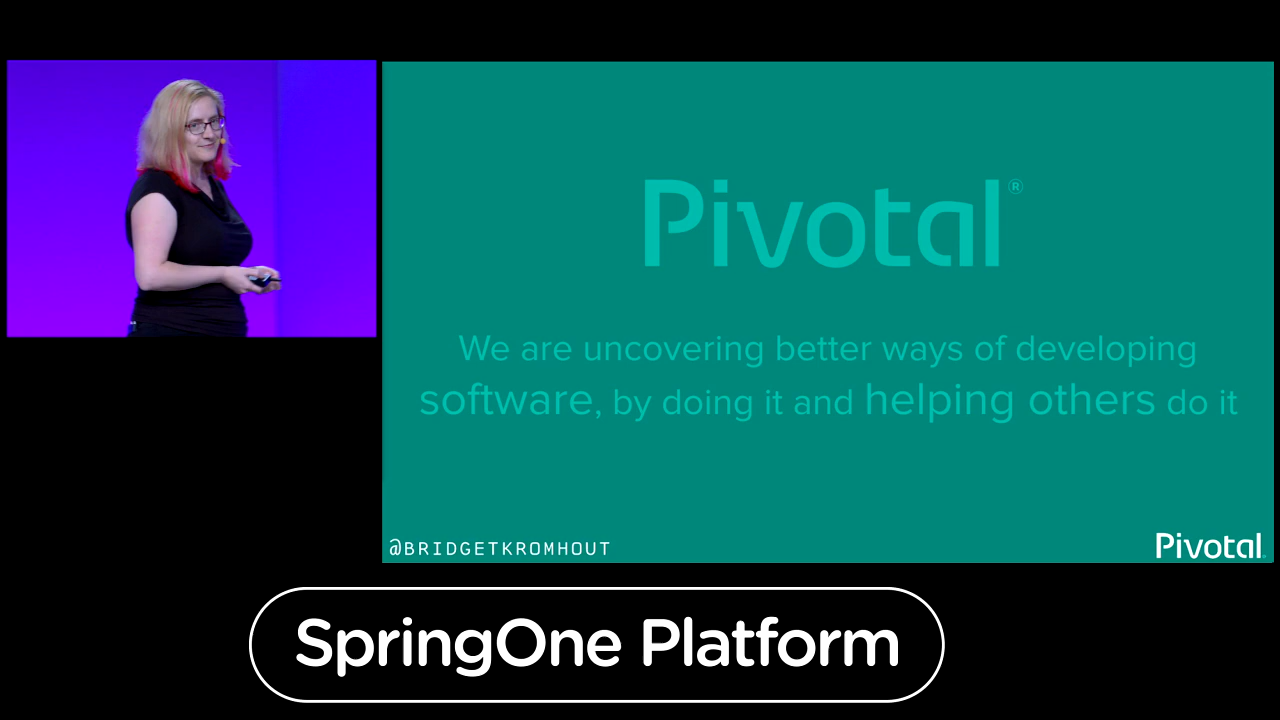 Pivotal®
We are uncovering better ways of developing
software, by doing it and helping others do it
@BRIDGETKROMHOUT
Pivotal
SpringOne Platform